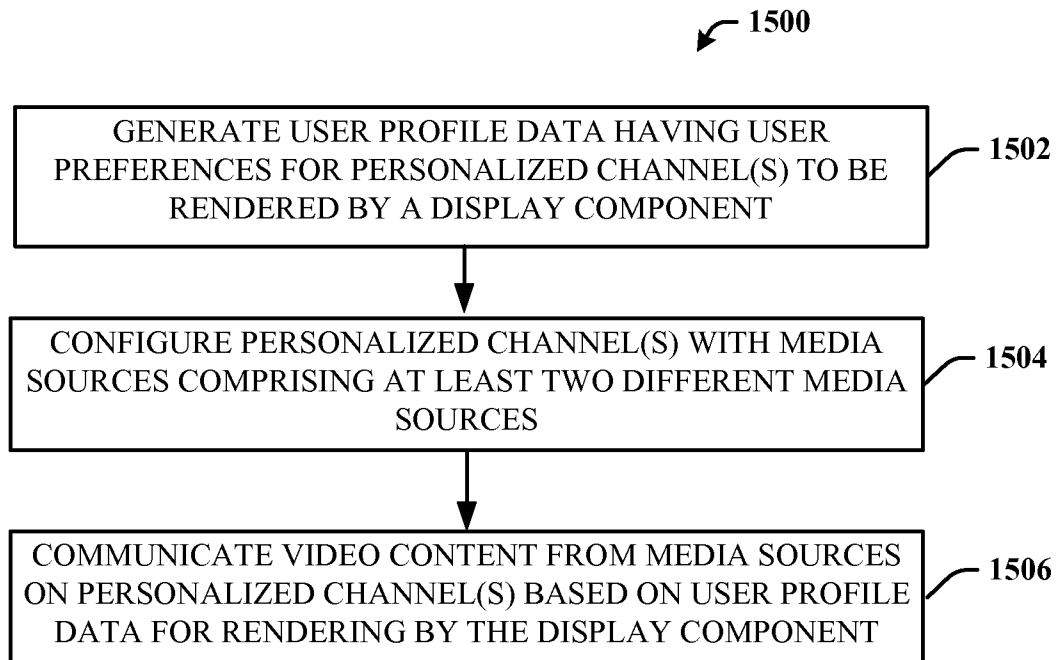 1500
GENERATE USER PROFILE DATA HAVING USER
PREFERENCES FOR PERSONALIZED CHANNEL(S) TO BE
RENDERED BY A DISPLAY COMPONENT
1502
CONFIGURE PERSONALIZED CHANNEL(S) WITH MEDIA
SOURCES COMPRISING AT LEAST TWO DIFFERENT MEDIA
SOURCES
1504
COMMUNICATE VIDEO CONTENT FROM MEDIA SOURCES
ON PERSONALIZED CHANNEL(S) BASED ON USER PROFILE
DATA FOR RENDERING BY THE DISPLAY COMPONENT
1506